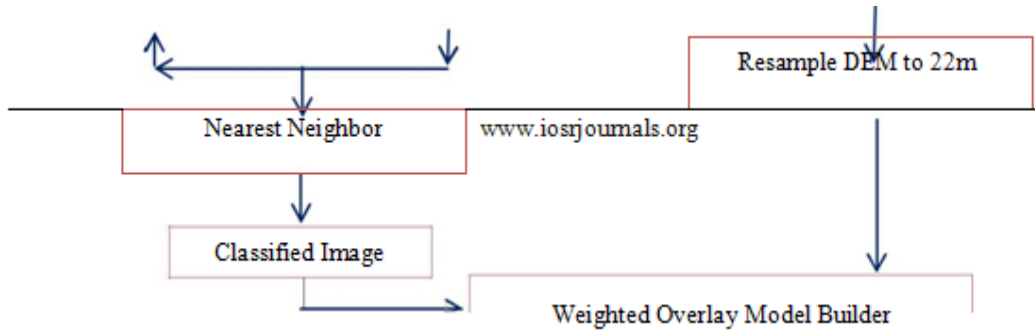 Resample DEM to 22m
Nearest Neighbor
www.iosrjournals.org
Classified Image
Weighted Overlay Model Builder